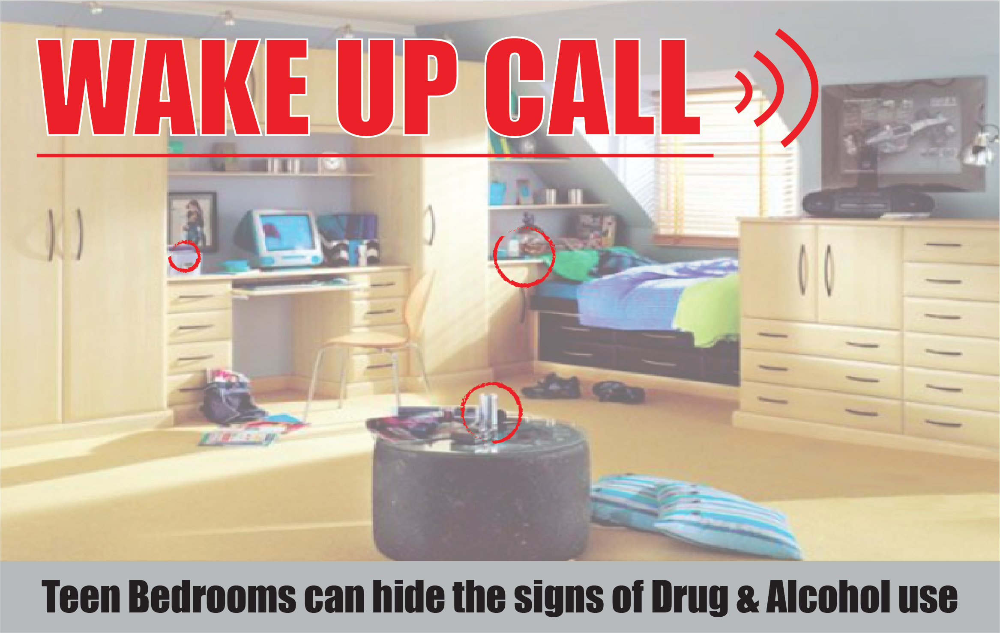 WAKE UP CALL
Teen Bedrooms can hide the signs of Drug & Alcohol use